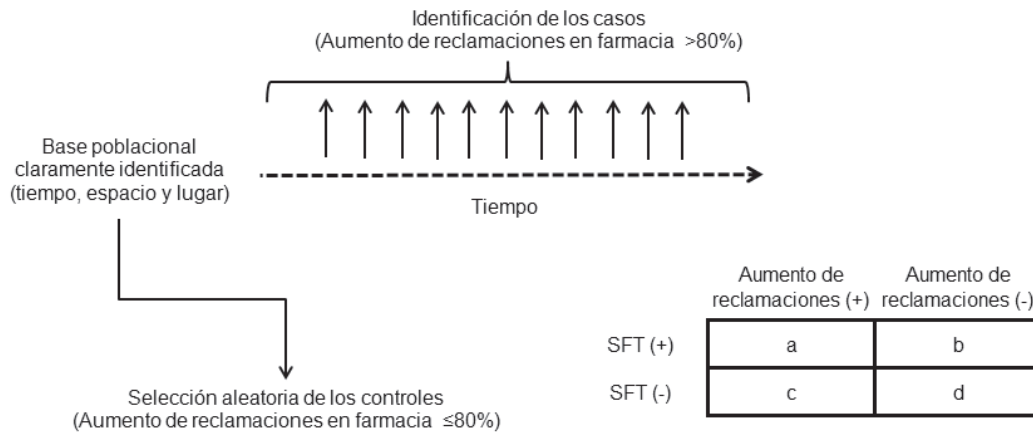 Identificación de los casos
(Aumento de reclamaciones en farmacia >80%)
Base poblacional
claramente identificada
(tiempo, espacio y lugar)
Tiempo
Selección aleatoria de los controles
(Aumento de reclamaciones en farmacia ≤80%)
Aumento de reclamaciones (+)
Aumento de reclamaciones (-)
SFT (+) a b
SFT (-) c d